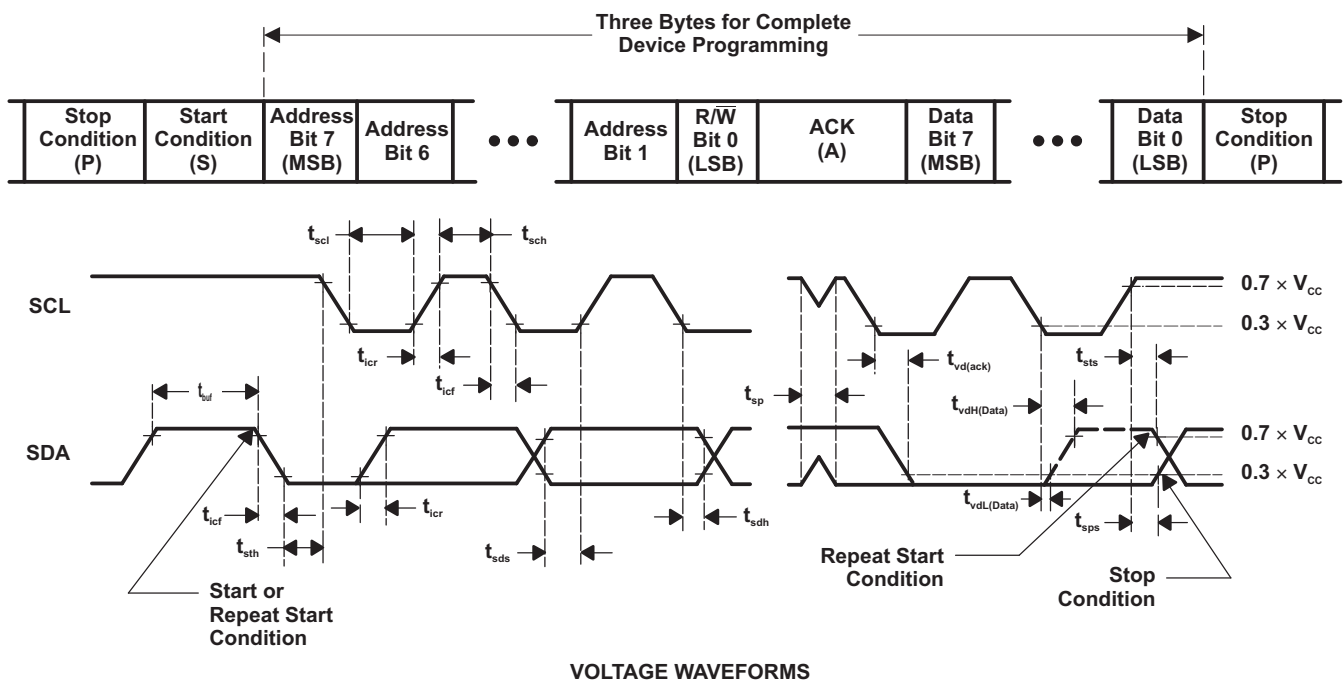 Three Bytes for Complete
Device Programming
Stop
Condition
(P)
Start
Condition
(S)
Address
Bit 7
(MSB)
Address
Bit 6
•••
Address
Bit 1
R/W̅
Bit 0
(LSB)
ACK
(A)
Data
Bit 7
(MSB)
•••
Data
Bit 0
(LSB)
Stop
Condition
(P)
tscl
tsch
SCL
0.7 × VCC
0.3 × VCC
ticr
ticf
tvd(ack)
tsts
tbuf
tsp
tvdH(Data)
SDA
0.7 × VCC
0.3 × VCC
ticf
ticr
tsth
tsds
tsdh
tvdL(Data)
tsps
Start or
Repeat Start
Condition
Repeat Start
Condition
Stop
Condition
VOLTAGE WAVEFORMS